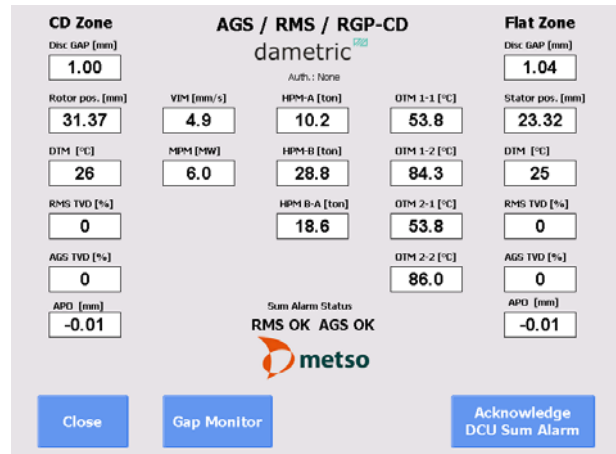 CD Zone
AGS / RMS / RGP-CD
Flat Zone
Disc GAP [mm]
dametric
Disc GAP [mm]
1.00
Auth.: None
1.04
Rotor pos. [mm]
VIM [mm/s]
HPM-A [ton]
OTM 1-1 [°C]
Stator pos. [mm]
31.37
4.9
10.2
53.8
23.32
DTM [°C]
MPM [MW]
HPM-B [ton]
OTM 1-2 [°C]
DTM [°C]
26
6.0
28.8
84.3
25
RMS TVD [%]
HPM B-A [ton]
OTM 2-1 [°C]
RMS TVD [%]
0
18.6
53.8
0
AGS TVD [%]
OTM 2-2 [°C]
AGS TVD [%]
0
86.0
0
APO [mm]
Sum Alarm Status
APO [mm]
-0.01
RMS OK AGS OK
-0.01
metso
Close
Gap Monitor
Acknowledge
DCU Sum Alarm